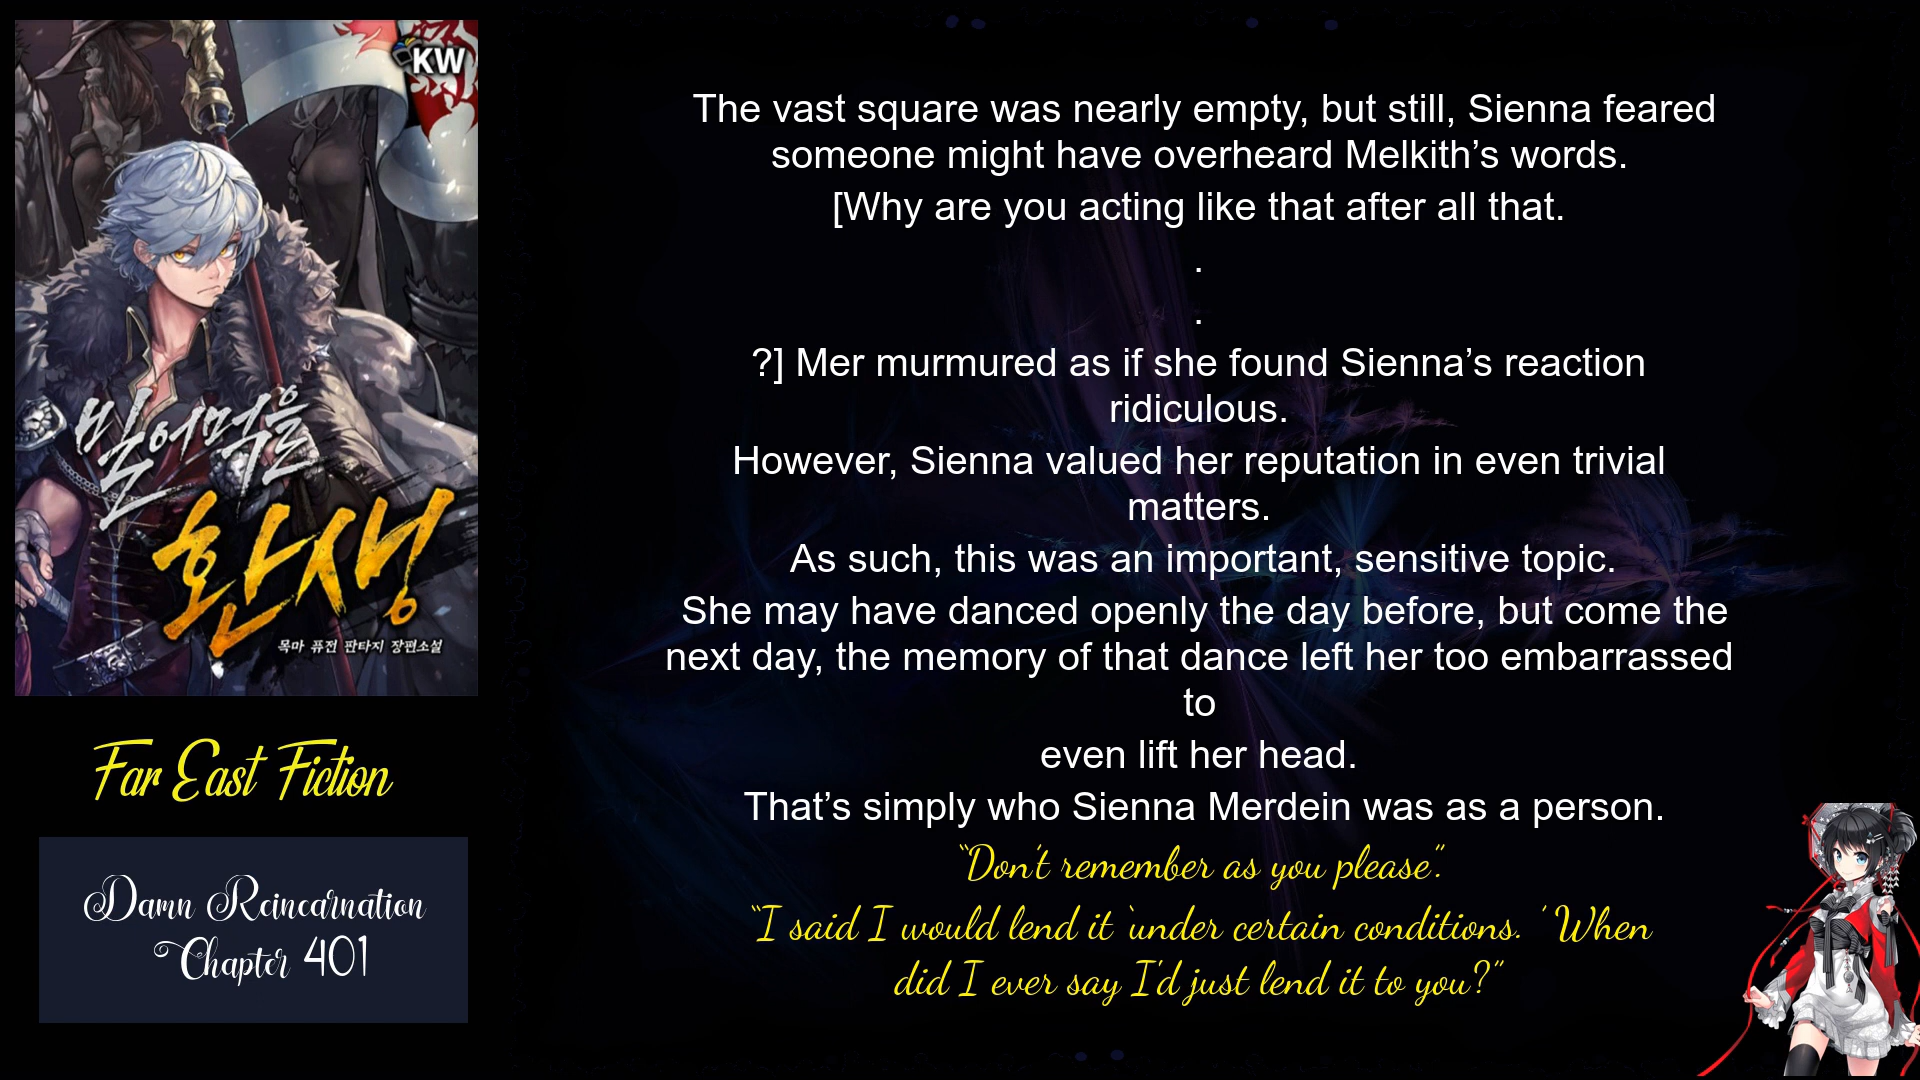 KW
빌어먹을
환생
목마 퓨전 판타지 장편소설
Far East Fiction
Damn Reincarnation
Chapter 401
The vast square was nearly empty, but still, Sienna feared
someone might have overheard Melkith’s words.
[Why are you acting like that after all that.
.
.
?] Mer murmured as if she found Sienna’s reaction
ridiculous.
However, Sienna valued her reputation in even trivial
matters.
As such, this was an important, sensitive topic.
She may have danced openly the day before, but come the
next day, the memory of that dance left her too embarrassed
to
even lift her head.
That’s simply who Sienna Merdein was as a person.
“Don’t remember as you please”.
“I said I would lend it ‘under certain conditions. ’ When
did I ever say I’d just lend it to you?”